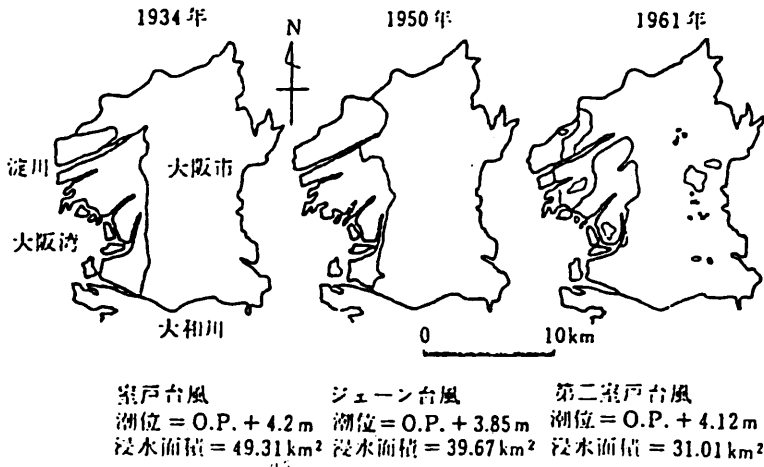 1934年
1950年
1961年
N
淀川
大阪市
大阪湾
大和川
0 10km
室戸台風
潮位=O.P.+4.2m
浸水面積=49.31km²
ジェーン台風
潮位=O.P.+3.85m
浸水面積=39.67km²
第二室戸台風
潮位=O.P.+4.12m
浸水面積=31.01km²